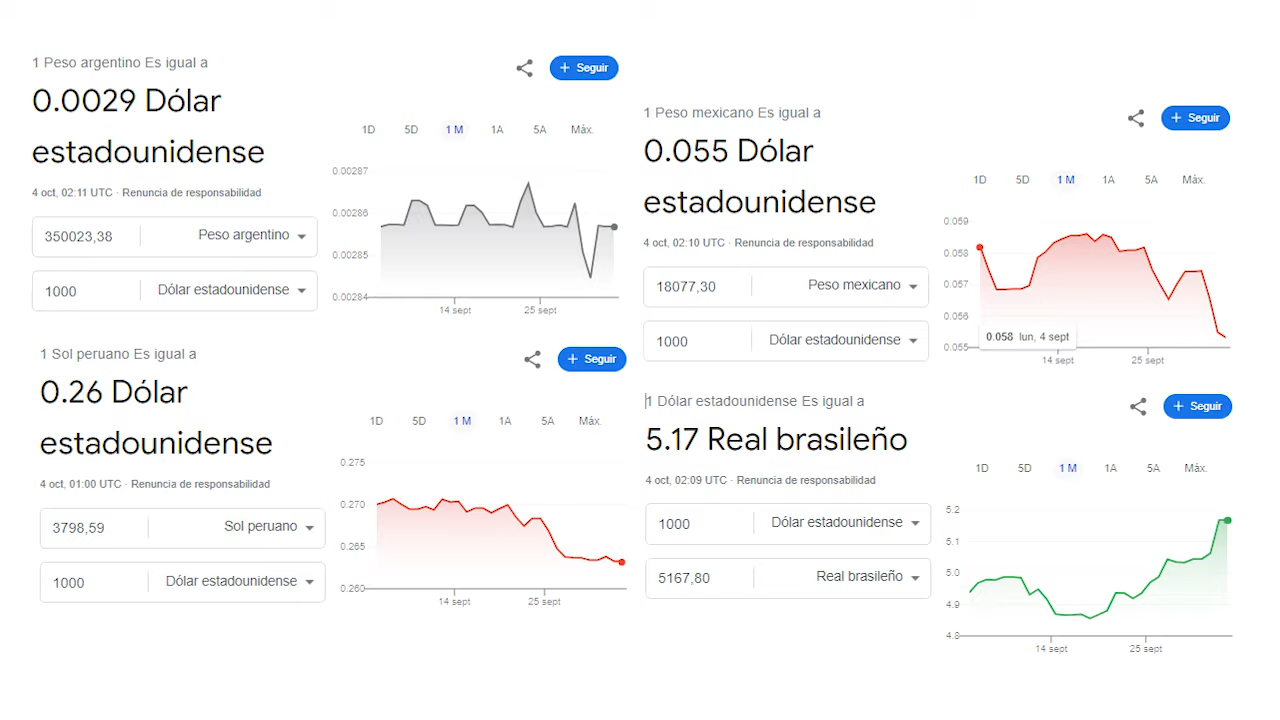 1 Peso argentino Es igual a
+ Seguir
0.0029 Dólar
estadounidense
4 oct, 02:11 UTC · Renuncia de responsabilidad
350023,38 Peso argentino
1000 Dólar estadounidense
1D 5D 1 M 1A 5A Máx.
0.00287
0.00286
0.00285
0.00284
14 sept 25 sept
1 Sol peruano Es igual a
+ Seguir
0.26 Dólar
estadounidense
4 oct, 01:00 UTC · Renuncia de responsabilidad
3798,59 Sol peruano
1000 Dólar estadounidense
1D 5D 1 M 1A 5A Máx.
0.275
0.270
0.265
0.260
14 sept 25 sept
1 Peso mexicano Es igual a
+ Seguir
0.055 Dólar
estadounidense
4 oct, 02:10 UTC · Renuncia de responsabilidad
18077,30 Peso mexicano
1000 Dólar estadounidense
1D 5D 1 M 1A 5A Máx.
0.059
0.058
0.057
0.056
0.055
0.058 lun, 4 sept
14 sept 25 sept
1 Dólar estadounidense Es igual a
+ Seguir
5.17 Real brasileño
4 oct, 02:09 UTC · Renuncia de responsabilidad
1000 Dólar estadounidense
5167,80 Real brasileño
1D 5D 1 M 1A 5A Máx.
5.2
5.1
5.0
4.9
4.8
14 sept 25 sept